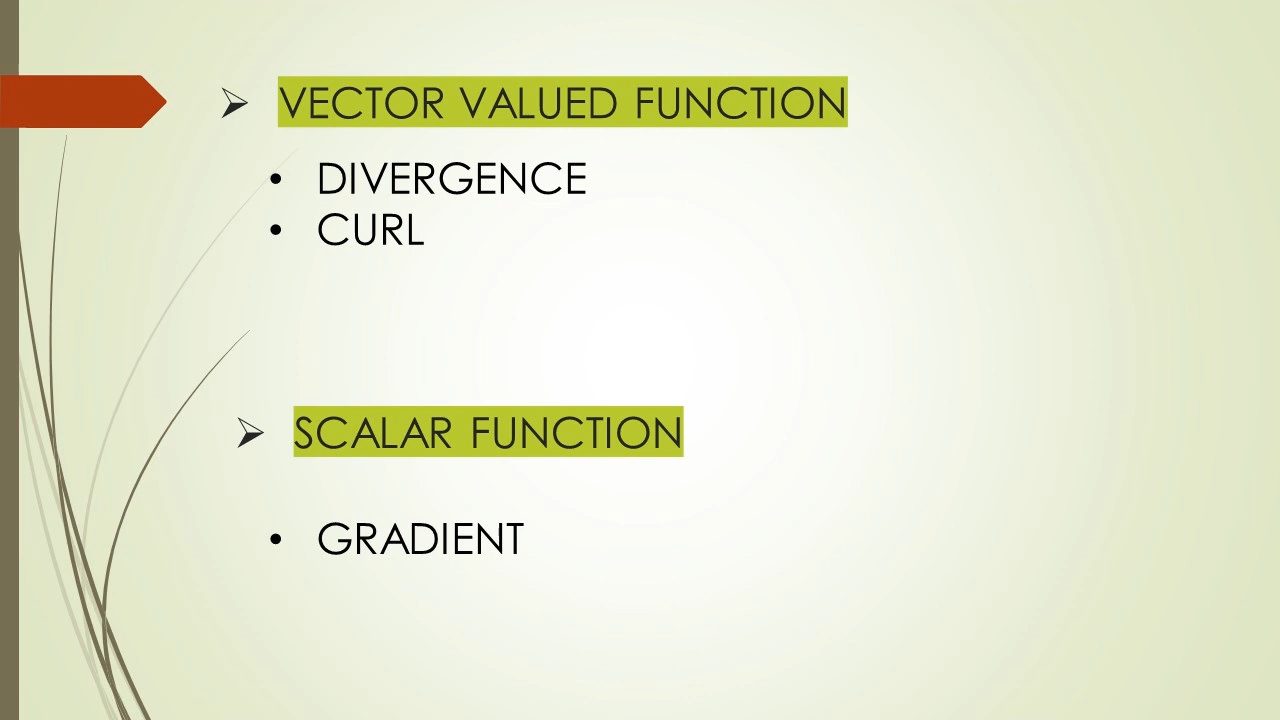 ➢ VECTOR VALUED FUNCTION
• DIVERGENCE
• CURL
➢ SCALAR FUNCTION
• GRADIENT